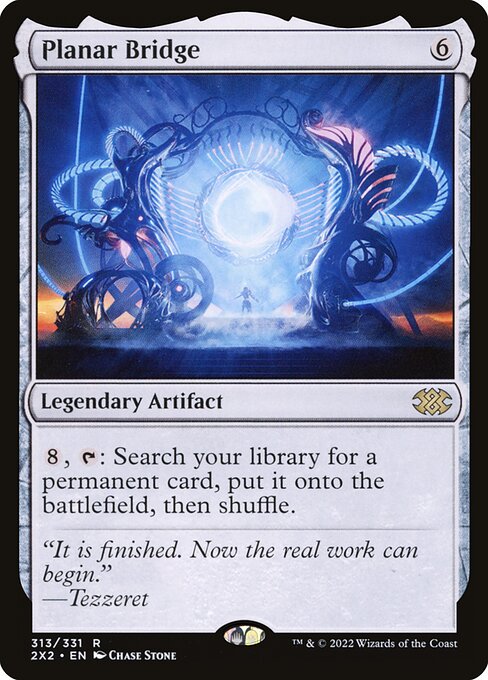 Planar Bridge 6
Legendary Artifact
8, : Search your library for a
permanent card, put it onto the
battlefield, then shuffle.
“It is finished. Now the real work can
begin.”
—Tezzeret
313/331 R
2X2 • EN Chase Stone
™ & © 2022 Wizards of the Coast